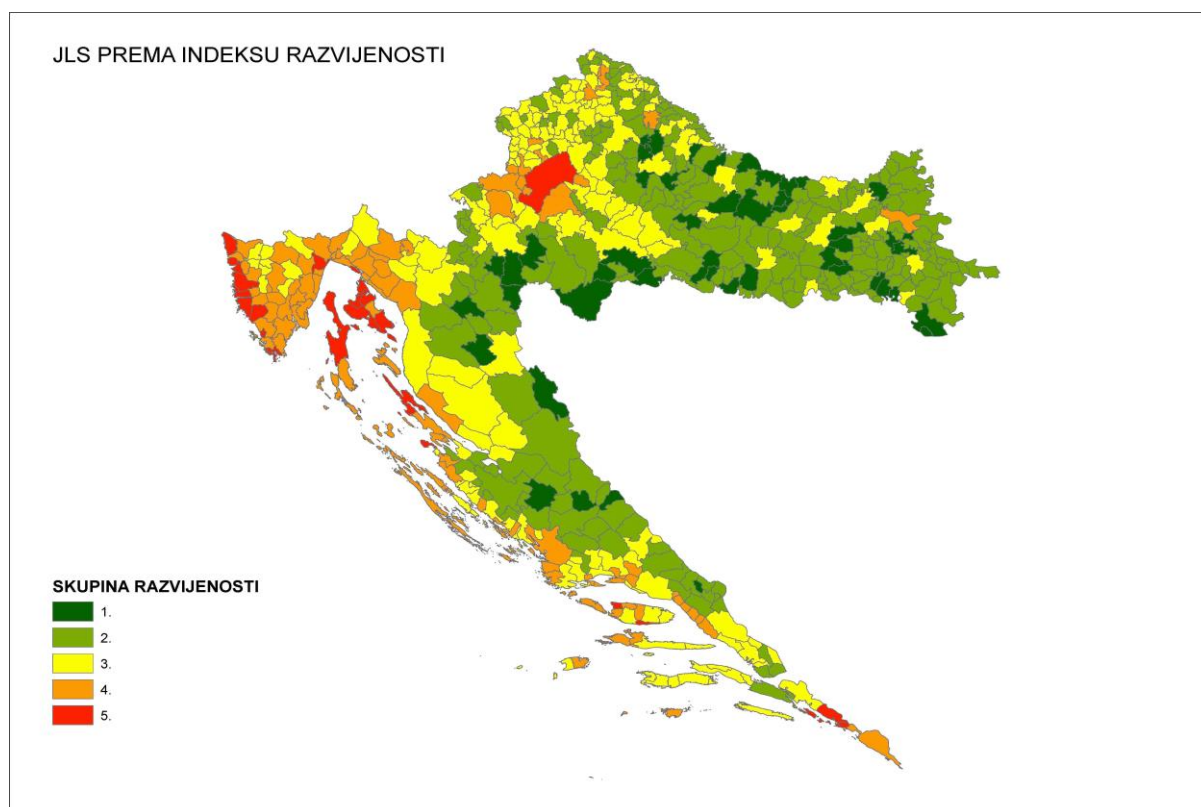 JLS PREMA INDEKSU RAZVIJENOSTI
SKUPINA RAZVIJENOSTI
1.
2.
3.
4.
5.